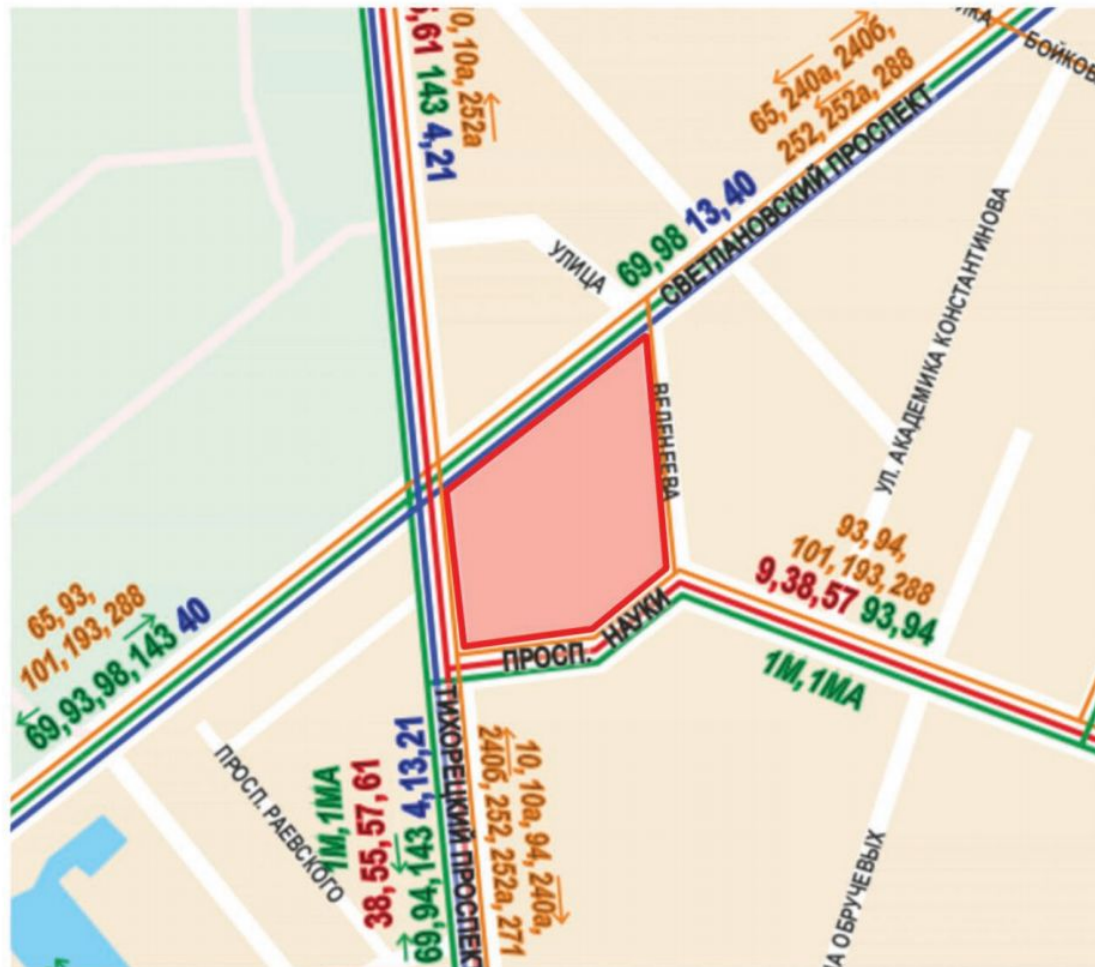 61
143
4,21
10а, 252а
65, 240а, 240б,
252, 252а, 288
БОЙКОВ
69,98 13,40
СВЕТЛАНОВСКИЙ ПРОСПЕКТ
УЛИЦА
ВЕДЕНЕЕВА
УЛ. АКАДЕМИКА КОНСТАНТИНОВА
93, 94,
101, 193, 288
9,38,57 93,94
1М, 1МА
65, 93,
101, 193, 288
69,93,98,143 40
ПРОСП. НАУКИ
ПРОСП. РАЕВСКОГО
1М,1МА
38,55,57,61
69,94,143 4,13,21
ТИХОРЕЦКИЙ ПРОСПЕК
10, 10а, 94, 240а,
240б, 252, 252а, 271
А ОБРУЧЕВЫХ